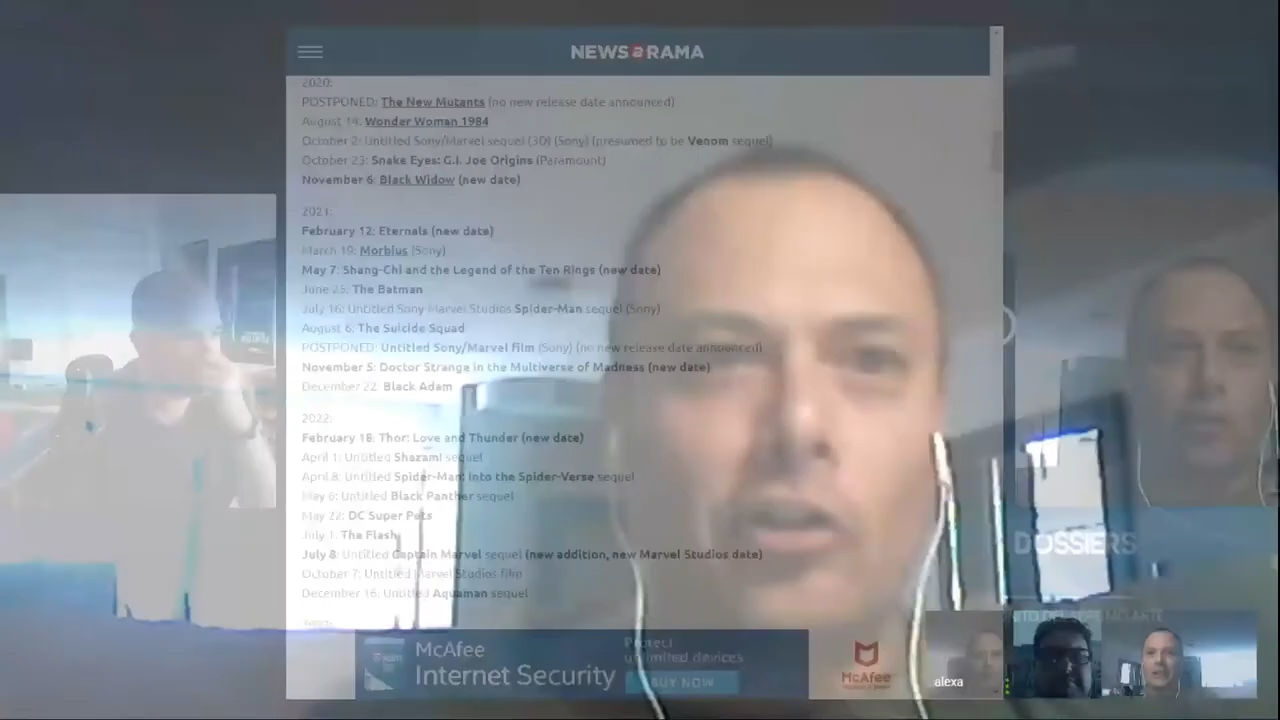 NEWSaRAMA
2020:
POSTPONED: The New Mutants (no new release date announced)
August 14: Wonder Woman 1984
October 2: Untitled Sony/Marvel sequel (3D) (Sony) (presumed to be Venom sequel)
October 23: Snake Eyes: G.I. Joe Origins (Paramount)
November 6: Black Widow (new date)
2021:
February 12: Eternals (new date)
March 19: Morbius (Sony)
May 7: Shang-Chi and the Legend of the Ten Rings (new date)
June 25: The Batman
July 16: Untitled Sony Marvel Studios Spider-Man sequel (Sony)
August 6: The Suicide Squad
POSTPONED: Untitled Sony/Marvel film (Sony) (no new release date announced)
November 5: Doctor Strange in the Multiverse of Madness (new date)
December 22: Black Adam
2022:
February 18: Thor: Love and Thunder (new date)
April 1: Untitled Shazam! sequel
April 8: Untitled Spider-Man: Into the Spider-Verse sequel
May 6: Untitled Black Panther sequel
May 22: DC Super Pets
July 1: The Flash
July 8: Untitled Captain Marvel sequel (new addition, new Marvel Studios date)
October 7: Untitled Marvel Studios film
December 16: Untitled Aquaman sequel
DOSSIERS
McAfee
Internet Security
Protect
unlimited devices
BUY NOW
McAfee
alexa